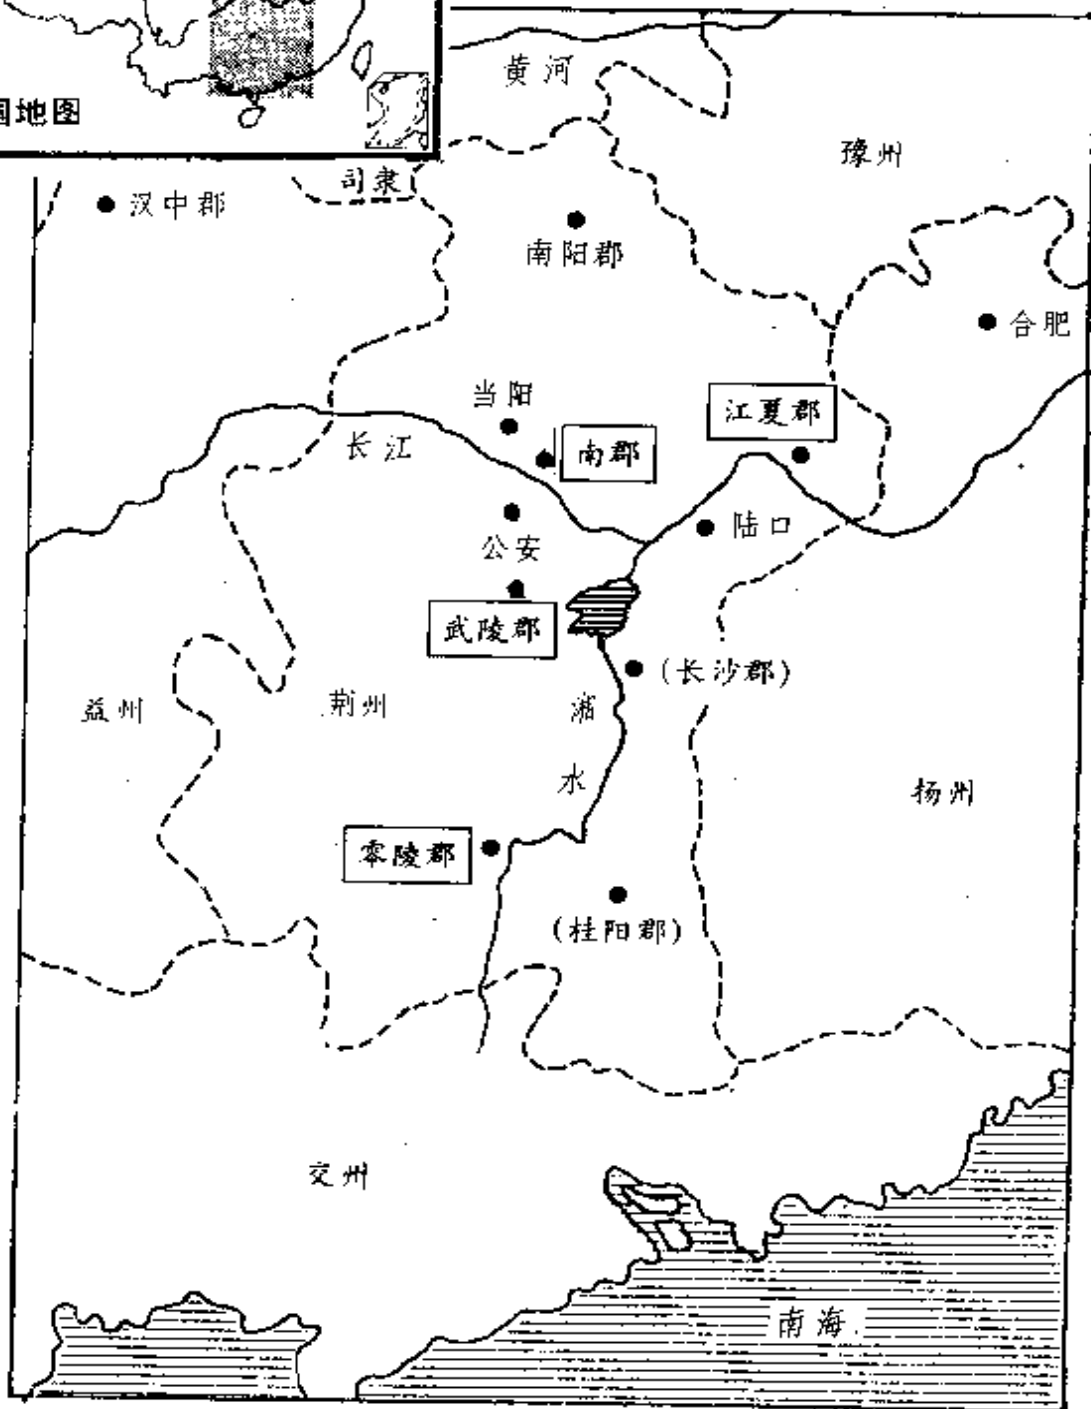 国地图
黄河
豫州
司隶
汉中郡
南阳郡
合肥
当阳
江夏郡
长江
南郡
陆口
公安
武陵郡
(长沙郡)
益州
荆州
湘水
扬州
零陵郡
(桂阳郡)
交州
南海